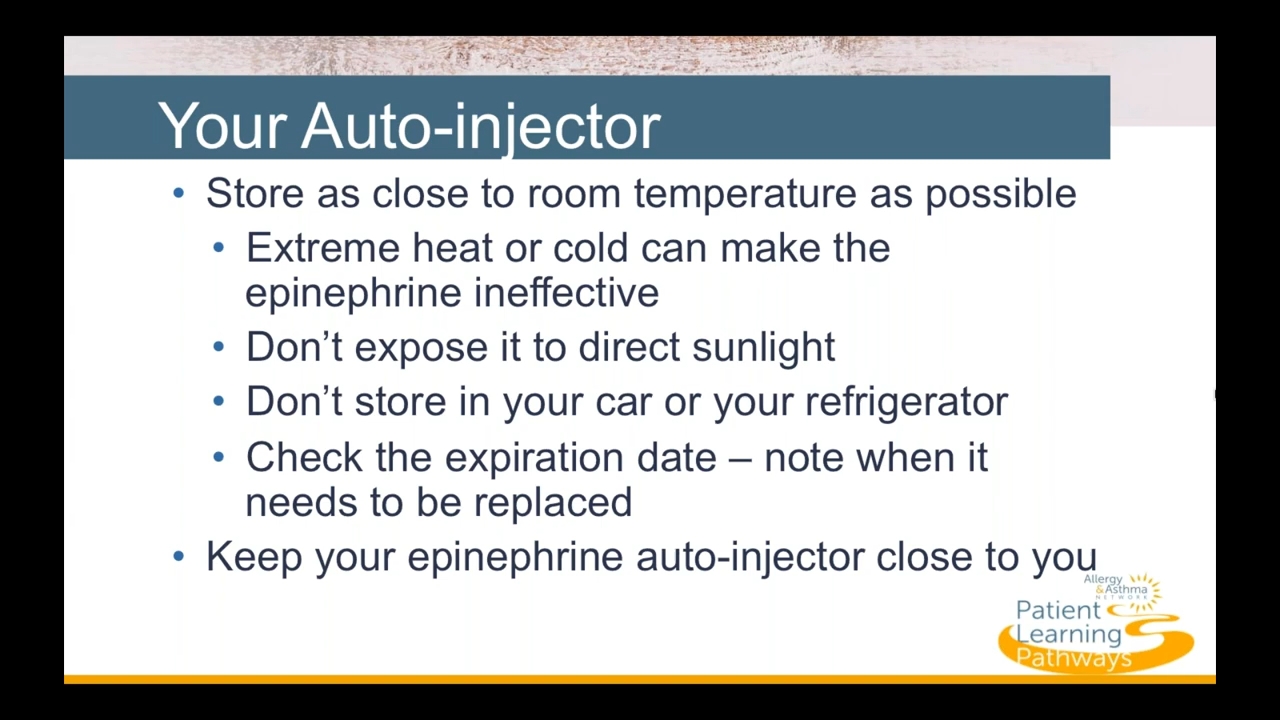 Your Auto-injector
• Store as close to room temperature as possible
• Extreme heat or cold can make the
epinephrine ineffective
• Don’t expose it to direct sunlight
• Don’t store in your car or your refrigerator
• Check the expiration date – note when it
needs to be replaced
• Keep your epinephrine auto-injector close to you
Allergy
&Asthma
NETWORK
Patient
Learning
Pathways